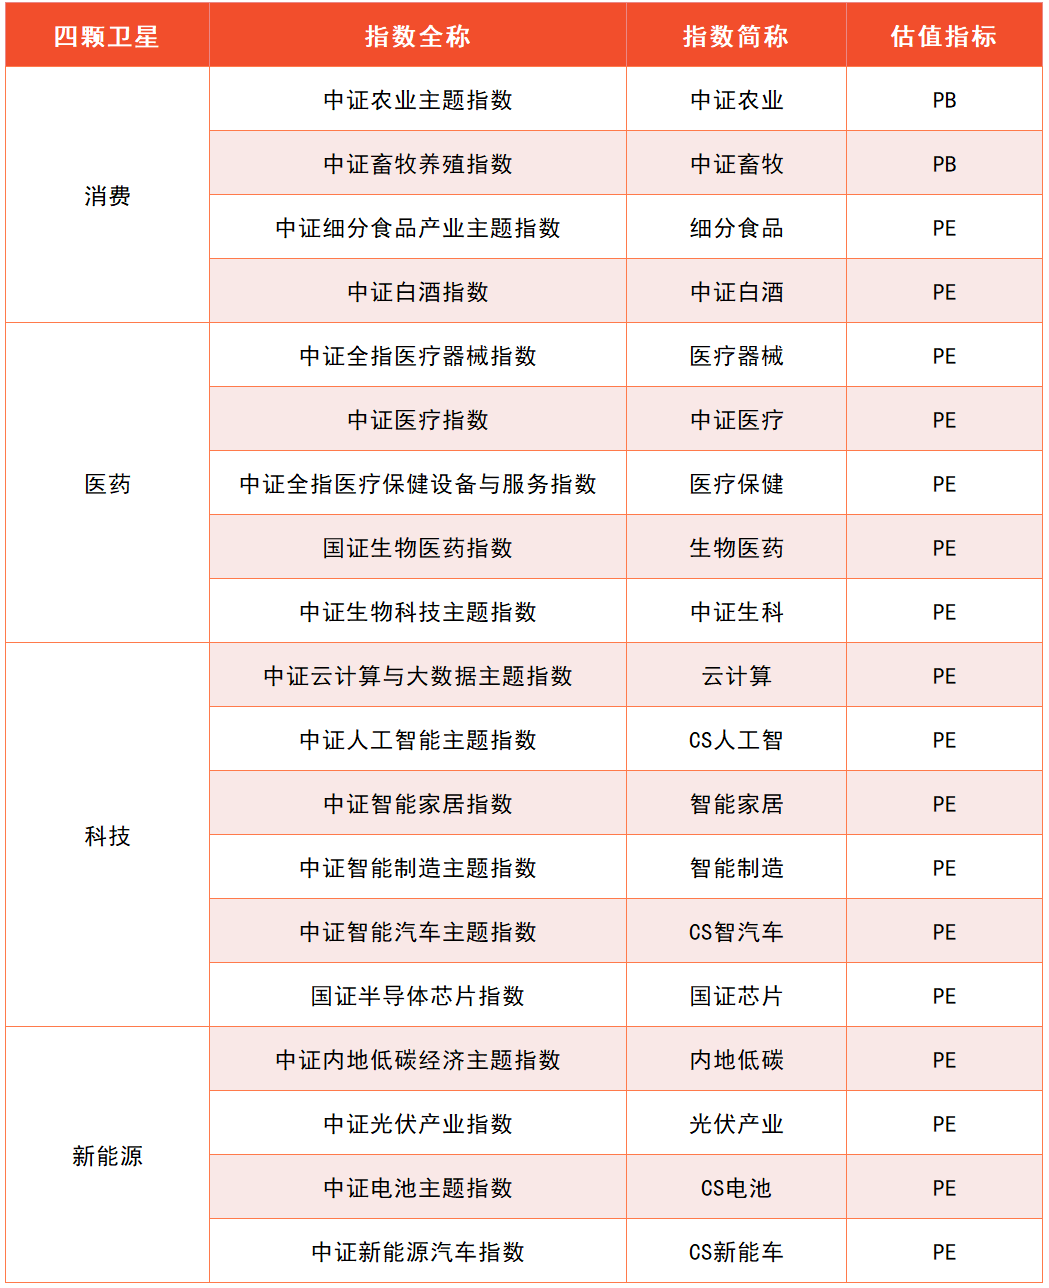 四颗卫星 指数全称 指数简称 估值指标
消费
中证农业主题指数 中证农业 PB
中证畜牧养殖指数 中证畜牧 PB
中证细分食品产业主题指数 细分食品 PE
中证白酒指数 中证白酒 PE
医药
中证全指医疗器械指数 医疗器械 PE
中证医疗指数 中证医疗 PE
中证全指医疗保健设备与服务指数 医疗保健 PE
国证生物医药指数 生物医药 PE
中证生物科技主题指数 中证生科 PE
科技
中证云计算与大数据主题指数 云计算 PE
中证人工智能主题指数 CS人工智 PE
中证智能家居指数 智能家居 PE
中证智能制造主题指数 智能制造 PE
中证智能汽车主题指数 CS智汽车 PE
国证半导体芯片指数 国证芯片 PE
新能源
中证内地低碳经济主题指数 内地低碳 PE
中证光伏产业指数 光伏产业 PE
中证电池主题指数 CS电池 PE
中证新能源汽车指数 CS新能车 PE